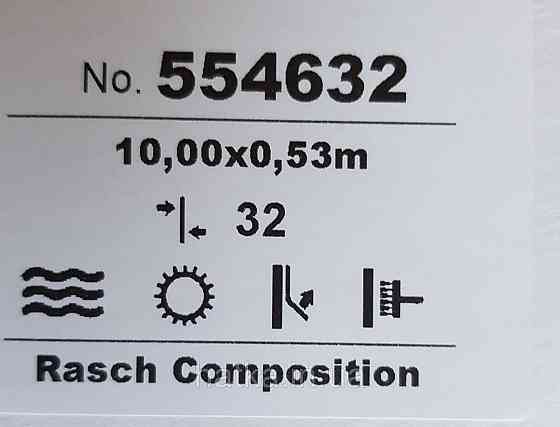 No. 554632
10,00x0,53m
32
Rasch Composition